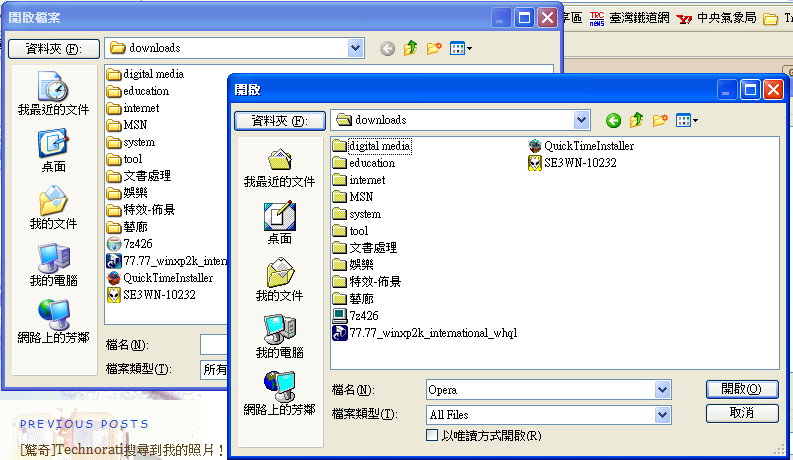 開啟檔案
享區 TRC news 臺灣鐵道網 中央氣象局
資料夾 (F): downloads
我最近的文件
桌面
我的文件
我的電腦
網路上的芳鄰
digital media
education
internet
MSN
system
tool
文書處理
娛樂
特效-佈景
藝廊
7z426
77.77_winxp2k_intern
QuickTimeInstaller
SE3WN-10232
檔名(N):
檔案類型(T): 所有
開啟
資料夾 (F): downloads
我最近的文件
桌面
我的文件
我的電腦
網路上的芳鄰
digital media
education
internet
MSN
system
tool
文書處理
娛樂
特效-佈景
藝廊
7z426
77.77_winxp2k_international_whql
QuickTimeInstaller
SE3WN-10232
檔名(N): Opera 開啟(O)
檔案類型(T): All Files 取消
以唯讀方式開啟(R)
PREVIOUS POSTS
[驚奇]Technorati搜尋到我的照片！